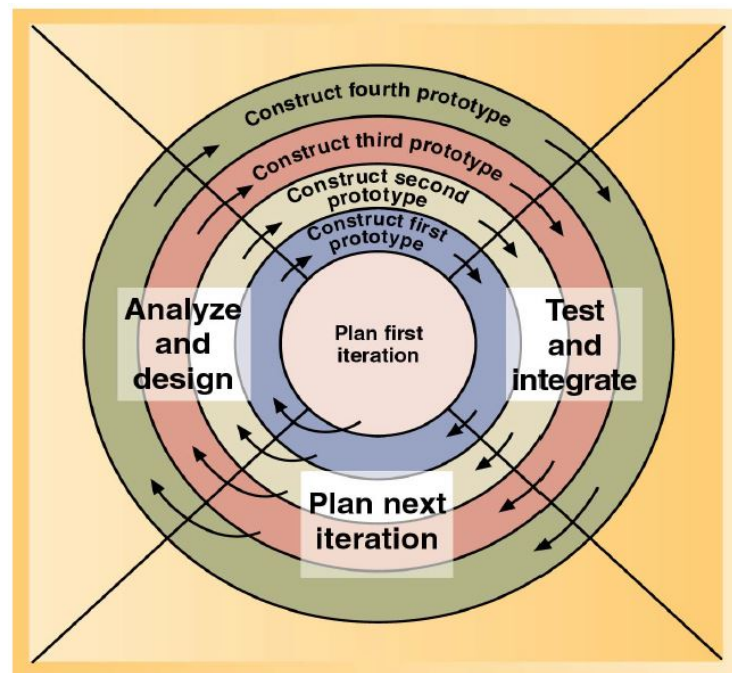 Construct fourth prototype
Construct third prototype
Construct second
prototype
Construct first
prototype
Plan first
iteration
Analyze
and
design
Test
and
integrate
Plan next
iteration